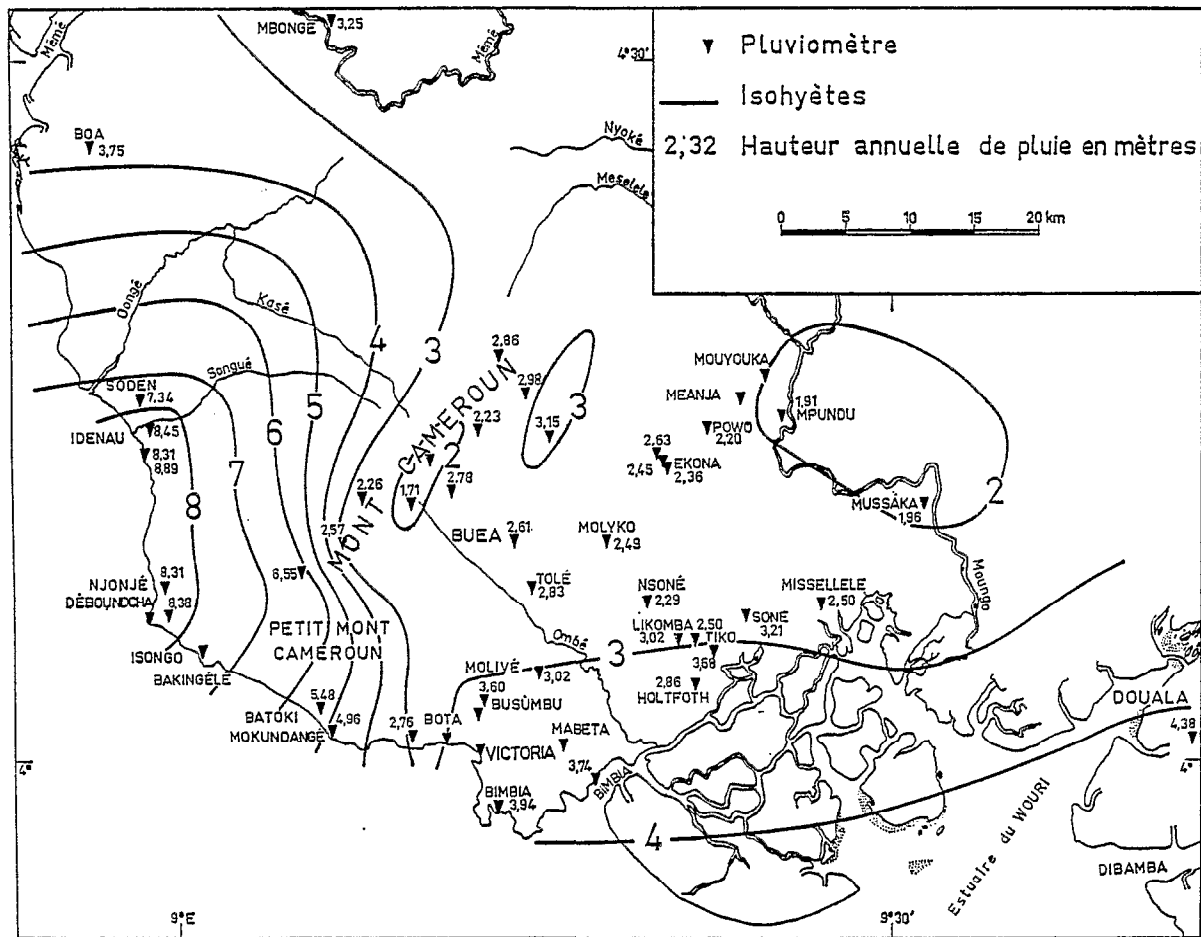 MBONGE
3,25
Mémé
Mémé
4°30'
Pluviomètre
Isohyètes
2,32 Hauteur annuelle de pluie en mètres
0 5 10 15 20 km
BOA
3,75
Nyoké
Meselele
Oongé
Kasé
Songué
4
3
5
6
7
8
SODEN
7,34
IDENAU
8,45
8,31
8,89
2,86
2,98
3
3,15
2,23
2
1,71
2,78
2,26
2,57
MONT CAMEROUN
MOUYOUKA
MEANJA
1,91
MPUNDU
POWO
2,20
2,63
2,45
EKONA
2,36
2
MUSSAKA
1,96
Moungo
BUEA
2,61
MOLYKO
2,49
6,55
NJONJÉ
8,31
DÉBOUNDCHA
8,38
ISONGO
BAKINGÉLÉ
PETIT MONT
CAMEROUN
TOLÉ
2,83
Ombé
NSONÉ
2,29
MISSELLELE
2,50
SONÉ
3,21
LIKOMBA
3,02
2,50
TIKO
3,68
2,86
HOLTFOTH
3
MOLIVÉ
3,02
3,60
BUSÙMBU
5,48
BATOKI
4,96
MOKUNDANGÉ
2,76
BOTA
MABETA
VICTORIA
3,74
BIMBIA
BIMBIA
3,94
4
DOUALA
4,38
4°
4°
Estuaire du WOURI
DIBAMBA
9°E
9°30'